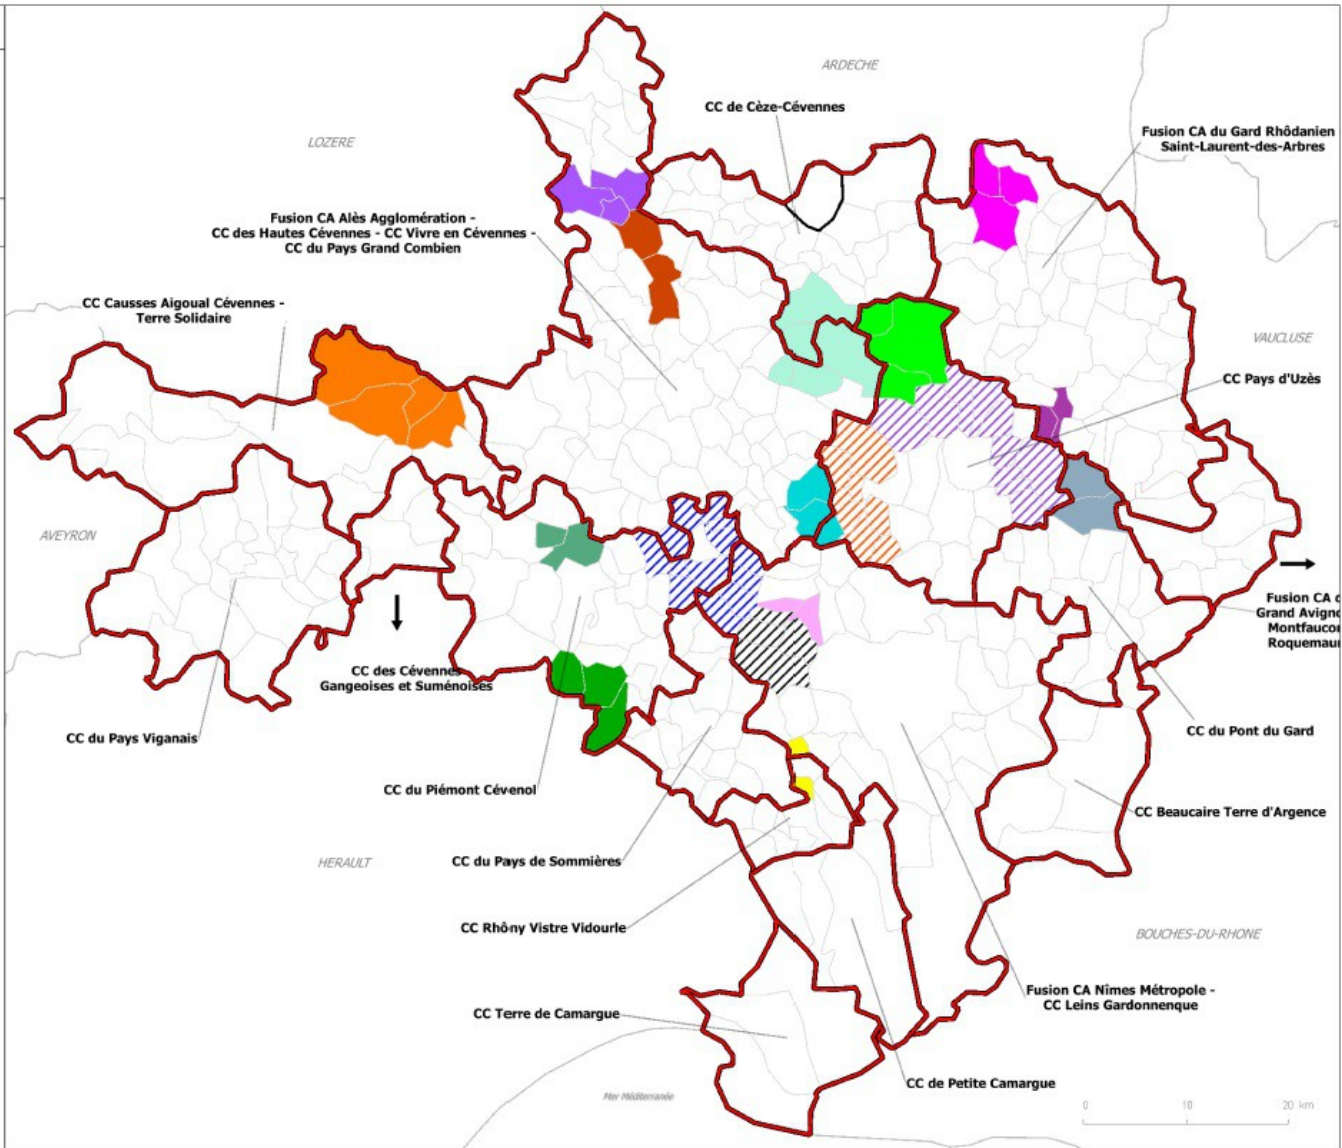 ARDECHE
CC de Cèze-Cévennes
Fusion CA du Gard Rhôdanien
Saint-Laurent-des-Arbres
LOZERE
Fusion CA Alès Agglomération -
CC des Hautes Cévennes - CC Vivre en Cévennes -
CC du Pays Grand Combien
CC Causses Aigoual Cévennes -
Terre Solidaire
VAUCLUSE
CC Pays d'Uzès
AVEYRON
Fusion CA d
Grand Avigno
Montfaucon
Roquemaur
CC des Cévennes
Gangeoises et Suménoises
CC du Pays Viganais
CC du Pont du Gard
CC du Piémont Cévenol
CC Beaucaire Terre d'Argence
HERAULT
CC du Pays de Sommières
CC Rhôny Vistre Vidourle
BOUCHES-DU-RHONE
Fusion CA Nîmes Métropole -
CC Leins Gardonnenque
CC Terre de Camargue
CC de Petite Camargue
Mer Méditerranée
0 10 20 km